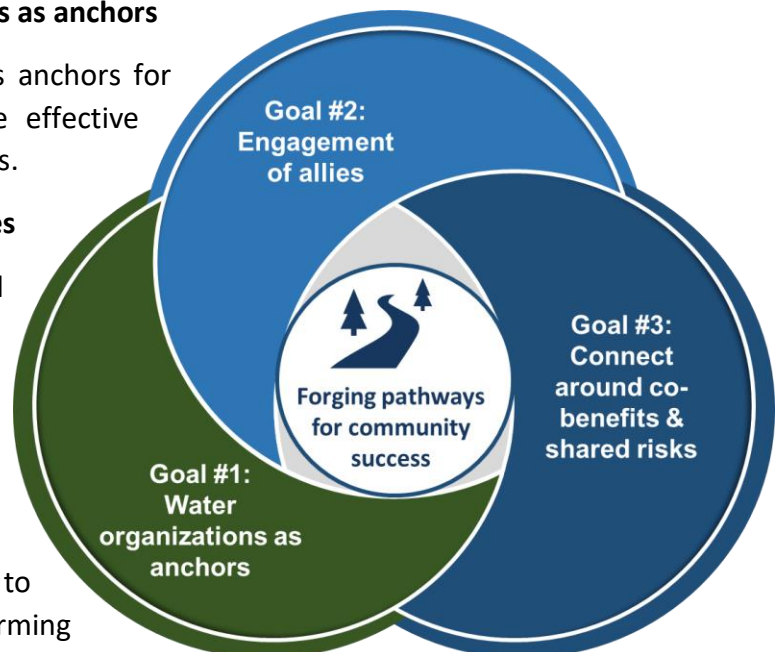 s as anchors
s anchors for
e effective
s.
es
d
to
rming
Goal #2:
Engagement
of allies
Goal #3:
Connect
around co-
benefits &
shared risks
Forging pathways
for community
success
Goal #1:
Water
organizations as
anchors